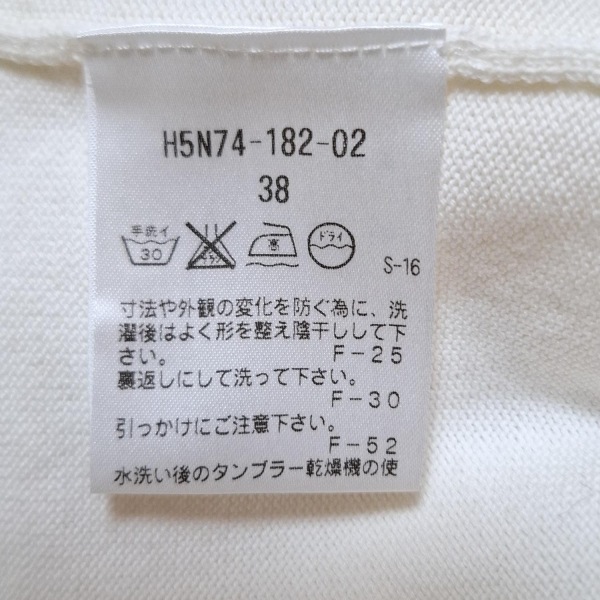 H5N74-182-02
38
手洗イ
30
高
ドライ
S-16
寸法や外観の変化を防ぐ為に、洗
濯後はよく形を整え陰干しして下
さい。 F-25
裏返しにして洗って下さい。
F-30
引っかけにご注意下さい。
F-52
水洗い後のタンブラー乾燥機の使